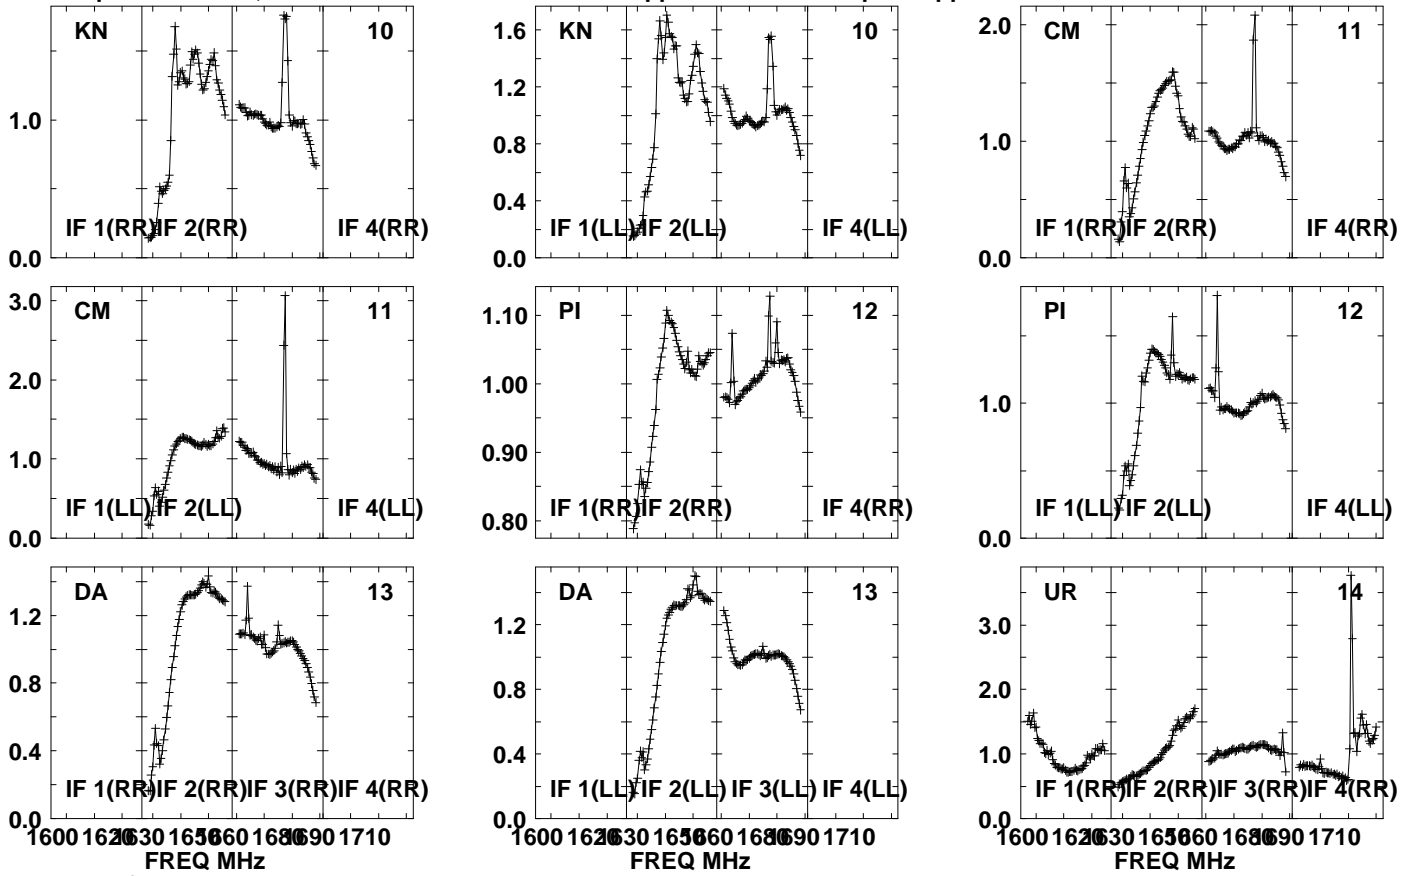 KN 10
1.0
IF 1(RR) IF 2(RR) IF 4(RR)
0.0
KN 10
1.6
1.2
0.8
0.4
IF 1(LL) IF 2(LL) IF 4(LL)
0.0
CM 11
2.0
1.0
IF 1(RR) IF 2(RR) IF 4(RR)
0.0
CM 11
3.0
2.0
1.0
IF 1(LL) IF 2(LL) IF 4(LL)
0.0
PI 12
1.10
1.00
0.90
IF 1(RR) IF 2(RR) IF 4(RR)
0.80
PI 12
1.0
IF 1(LL) IF 2(LL) IF 4(LL)
0.0
DA 13
1.2
0.8
0.4
IF 1(RR) IF 2(RR) IF 3(RR) IF 4(RR)
0.0
1600 1620 1630 1650 1660 1680 1690 1710
FREQ MHz
DA 13
1.2
0.8
0.4
IF 1(LL) IF 2(LL) IF 3(LL) IF 4(LL)
0.0
1600 1620 1630 1650 1660 1680 1690 1710
FREQ MHz
UR 14
3.0
2.0
1.0
IF 1(RR) IF 2(RR) IF 3(RR) IF 4(RR)
0.0
1600 1620 1630 1650 1660 1680 1690 1710
FREQ MHz